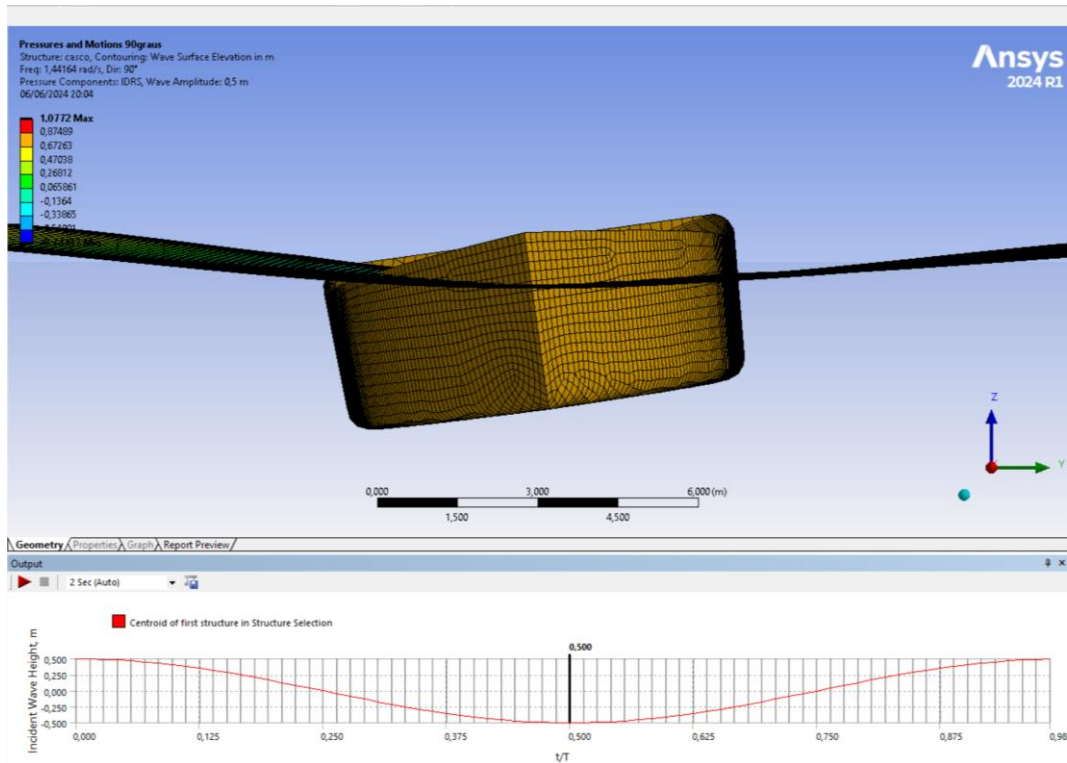 Pressures and Motions 90graus
Structure: casco, Contouring: Wave Surface Elevation in m
Freq: 1,44164 rad/s, Dir: 90°
Pressure Components: IDRS, Wave Amplitude: 0,5 m
06/06/2024 20:04
Ansys
2024 R1
1,0772 Max
0,87489
0,67263
0,47038
0,26812
0,065861
-0,1364
-0,33865
Z
Y
0,000 3,000 6,000 (m)
1,500 4,500
Geometry Properties Graph Report Preview
Output
2 Sec (Auto)
Centroid of first structure in Structure Selection
0,500
Incident Wave Height, m
0,500
0,250
0,000
-0,250
-0,500
0,000 0,125 0,250 0,375 0,500 0,625 0,750 0,875 0,98
t/T